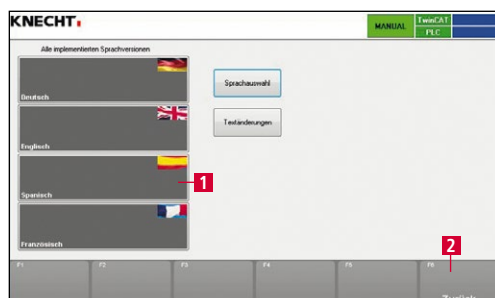 KNECHT
MANUAL
TwinCAT
PLC
Alle implementierten Sprachversionen
Deutsch
Sprachauswahl
Englisch
Textänderungen
Spanisch
1
Französisch
2
F1 F2 F3 F4 F5 F6